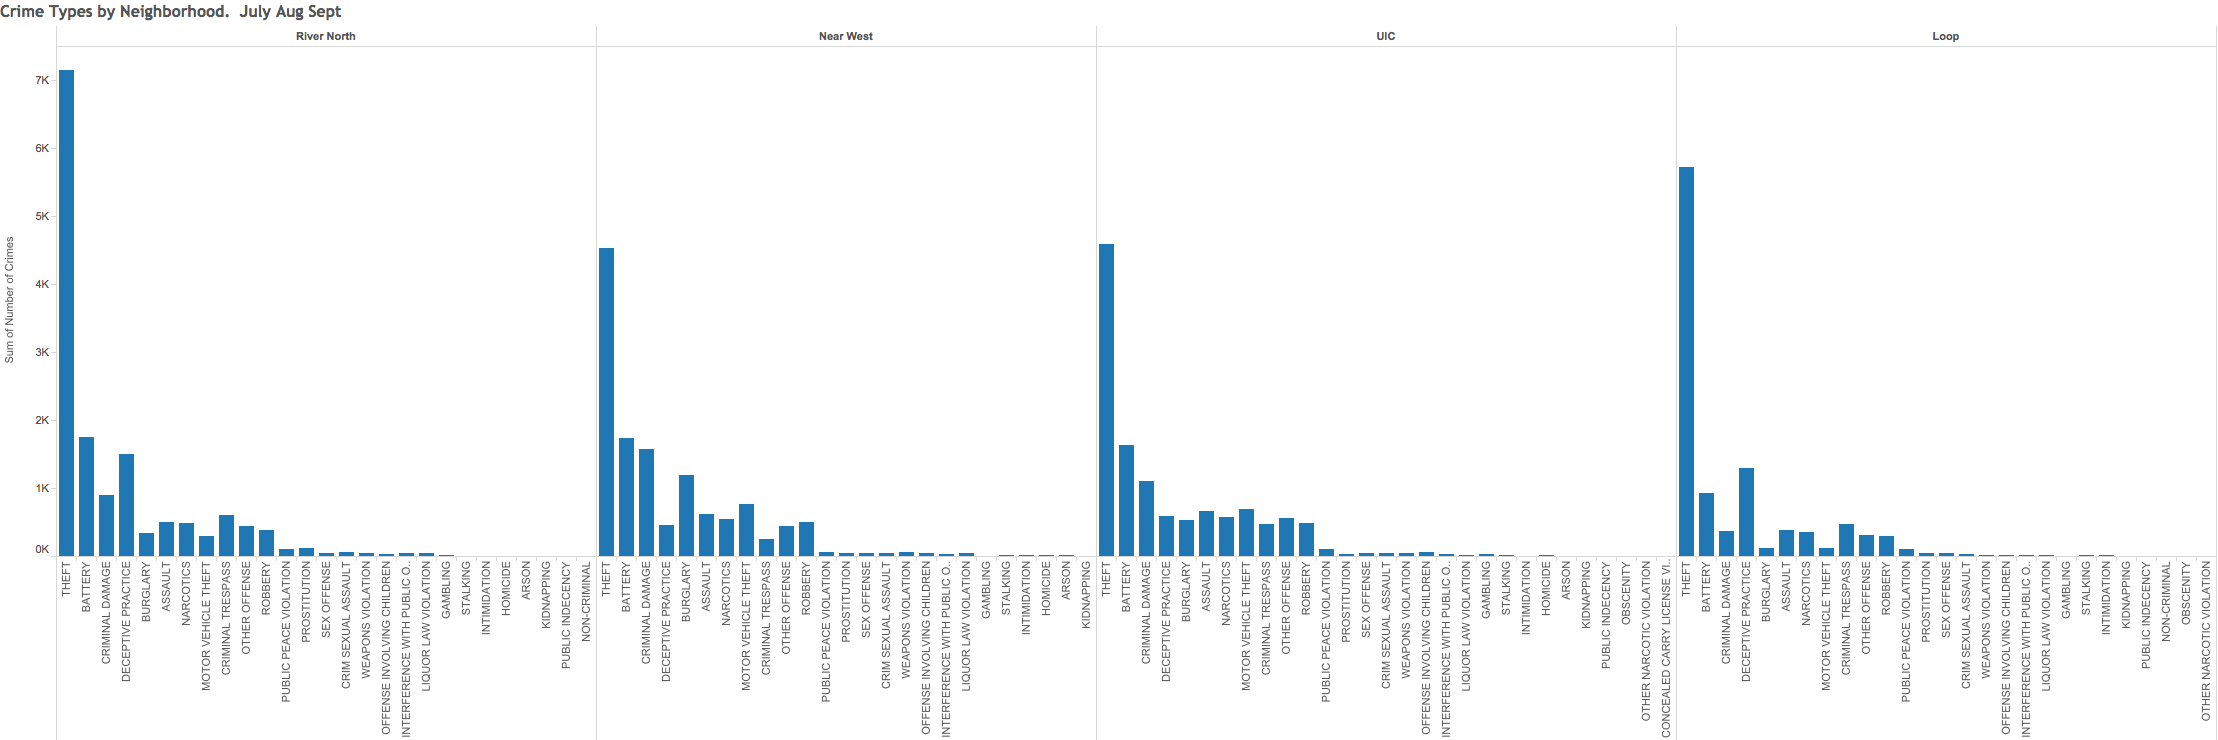 Crime Types by Neighborhood.  July Aug Sept
River North
Near West
UIC
Loop
Sum of Number of Crimes
7K
6K
5K
4K
3K
2K
1K
0K
THEFT
BATTERY
CRIMINAL DAMAGE
DECEPTIVE PRACTICE
BURGLARY
ASSAULT
NARCOTICS
MOTOR VEHICLE THEFT
CRIMINAL TRESPASS
OTHER OFFENSE
ROBBERY
PUBLIC PEACE VIOLATION
PROSTITUTION
SEX OFFENSE
CRIM SEXUAL ASSAULT
WEAPONS VIOLATION
OFFENSE INVOLVING CHILDREN
INTERFERENCE WITH PUBLIC O..
LIQUOR LAW VIOLATION
GAMBLING
STALKING
INTIMIDATION
HOMICIDE
ARSON
KIDNAPPING
PUBLIC INDECENCY
NON-CRIMINAL
THEFT
BATTERY
CRIMINAL DAMAGE
DECEPTIVE PRACTICE
BURGLARY
ASSAULT
NARCOTICS
MOTOR VEHICLE THEFT
CRIMINAL TRESPASS
OTHER OFFENSE
ROBBERY
PUBLIC PEACE VIOLATION
PROSTITUTION
SEX OFFENSE
CRIM SEXUAL ASSAULT
WEAPONS VIOLATION
OFFENSE INVOLVING CHILDREN
INTERFERENCE WITH PUBLIC O..
LIQUOR LAW VIOLATION
GAMBLING
STALKING
INTIMIDATION
HOMICIDE
ARSON
KIDNAPPING
THEFT
BATTERY
CRIMINAL DAMAGE
DECEPTIVE PRACTICE
BURGLARY
ASSAULT
NARCOTICS
MOTOR VEHICLE THEFT
CRIMINAL TRESPASS
OTHER OFFENSE
ROBBERY
PUBLIC PEACE VIOLATION
PROSTITUTION
SEX OFFENSE
CRIM SEXUAL ASSAULT
WEAPONS VIOLATION
OFFENSE INVOLVING CHILDREN
INTERFERENCE WITH PUBLIC O..
LIQUOR LAW VIOLATION
GAMBLING
STALKING
INTIMIDATION
HOMICIDE
ARSON
KIDNAPPING
PUBLIC INDECENCY
OBSCENITY
OTHER NARCOTIC VIOLATION
CONCEALED CARRY LICENSE VI..
THEFT
BATTERY
CRIMINAL DAMAGE
DECEPTIVE PRACTICE
BURGLARY
ASSAULT
NARCOTICS
MOTOR VEHICLE THEFT
CRIMINAL TRESPASS
OTHER OFFENSE
ROBBERY
PUBLIC PEACE VIOLATION
PROSTITUTION
SEX OFFENSE
CRIM SEXUAL ASSAULT
WEAPONS VIOLATION
OFFENSE INVOLVING CHILDREN
INTERFERENCE WITH PUBLIC O..
LIQUOR LAW VIOLATION
GAMBLING
STALKING
INTIMIDATION
KIDNAPPING
PUBLIC INDECENCY
NON-CRIMINAL
OBSCENITY
OTHER NARCOTIC VIOLATION